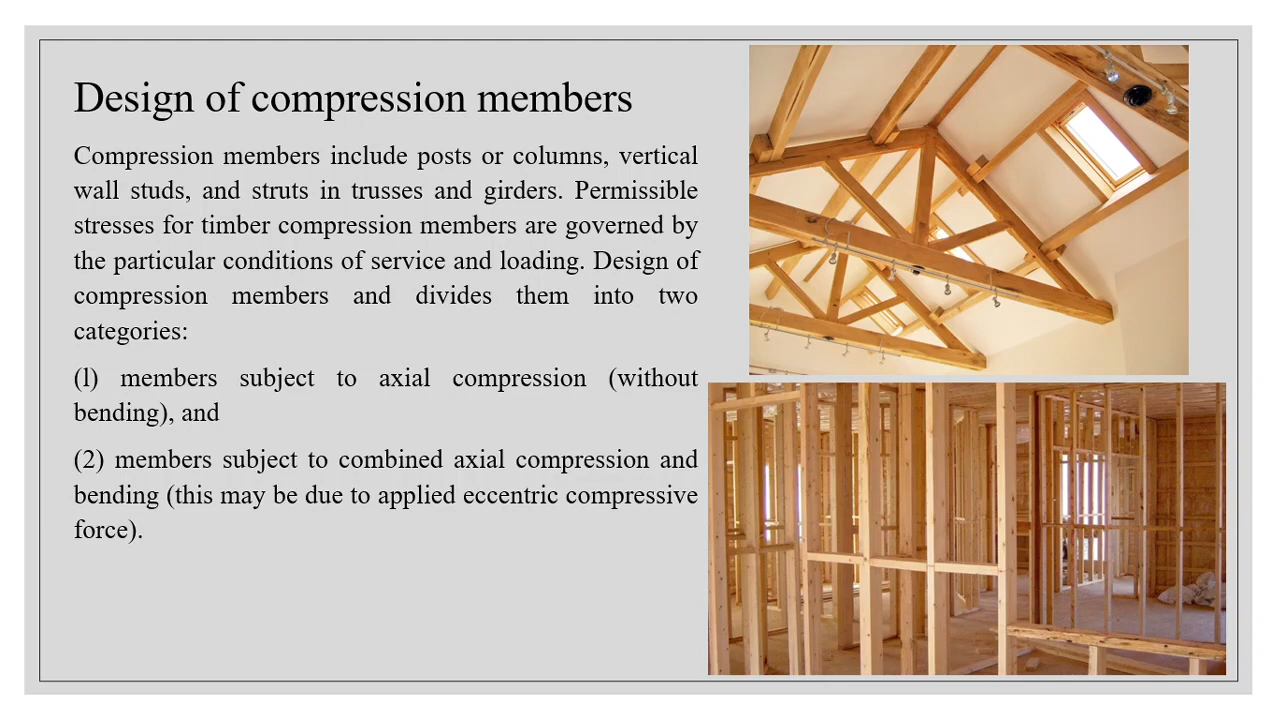 Design of compression members
Compression members include posts or columns, vertical
wall studs, and struts in trusses and girders. Permissible
stresses for timber compression members are governed by
the particular conditions of service and loading. Design of
compression members and divides them into two
categories:
(l) members subject to axial compression (without
bending), and
(2) members subject to combined axial compression and
bending (this may be due to applied eccentric compressive
force).